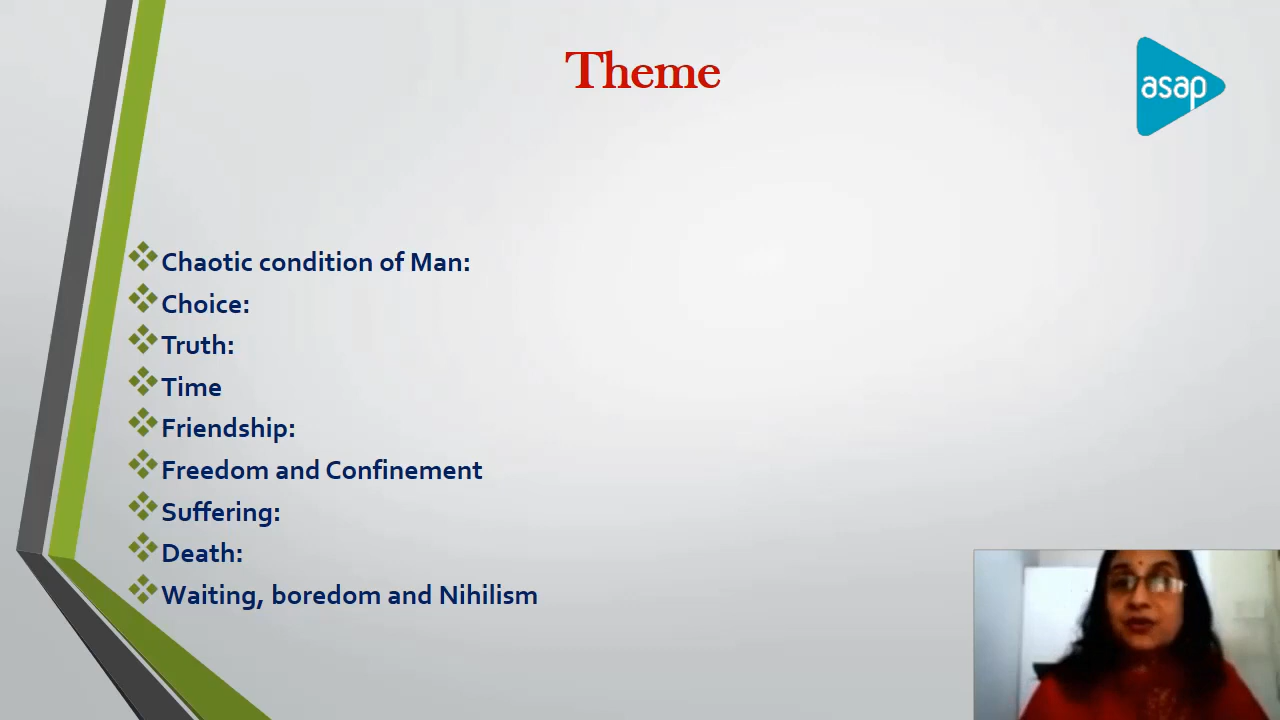 Theme
asap
Chaotic condition of Man:
Choice:
Truth:
Time
Friendship:
Freedom and Confinement
Suffering:
Death:
Waiting, boredom and Nihilism